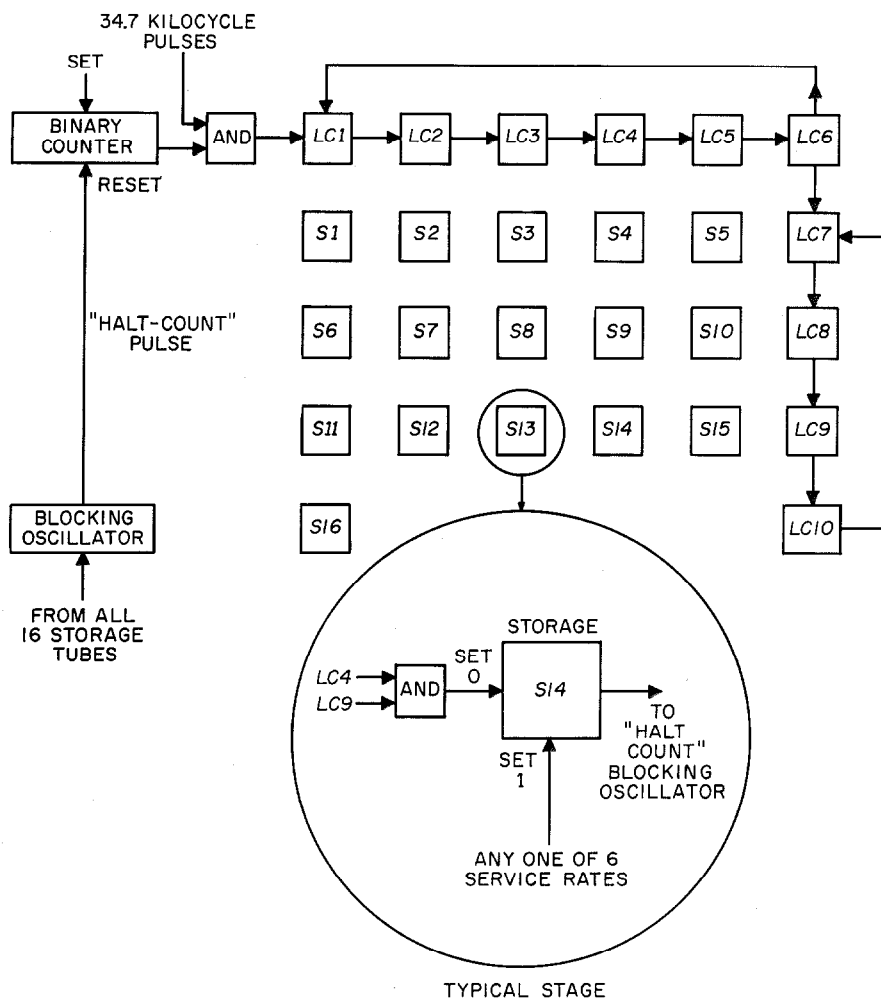 34.7 KILOCYCLE
PULSES
SET
BINARY
COUNTER
AND
LC1
LC2
LC3
LC4
LC5
LC6
RESET
S1
S2
S3
S4
S5
LC7
"HALT-COUNT"
PULSE
S6
S7
S8
S9
S10
LC8
S11
S12
S13
S14
S15
LC9
BLOCKING
OSCILLATOR
S16
LC10
FROM ALL
16 STORAGE
TUBES
STORAGE
LC4
LC9
AND
SET
0
S14
TO
"HALT
COUNT"
BLOCKING
OSCILLATOR
SET
1
ANY ONE OF 6
SERVICE RATES
TYPICAL STAGE